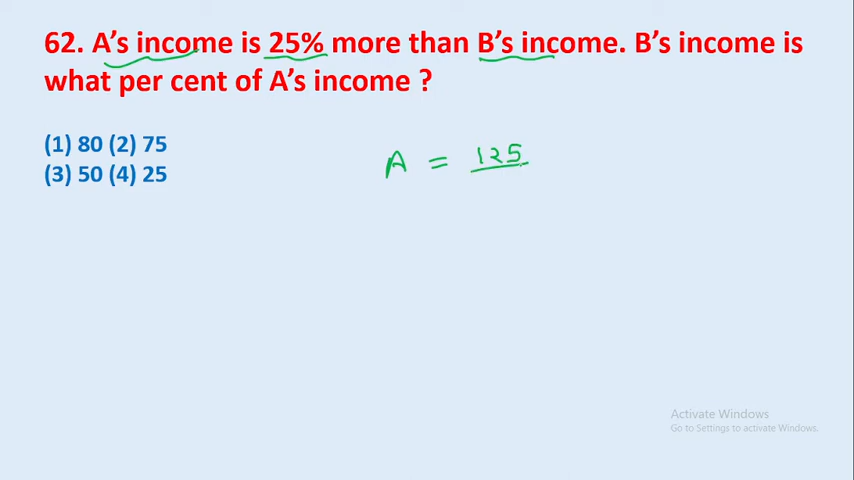 62. A’s income is 25% more than B’s income. B’s income is
what per cent of A’s income ?
(1) 80 (2) 75
(3) 50 (4) 25
A = 125
Activate Windows
Go to Settings to activate Windows.